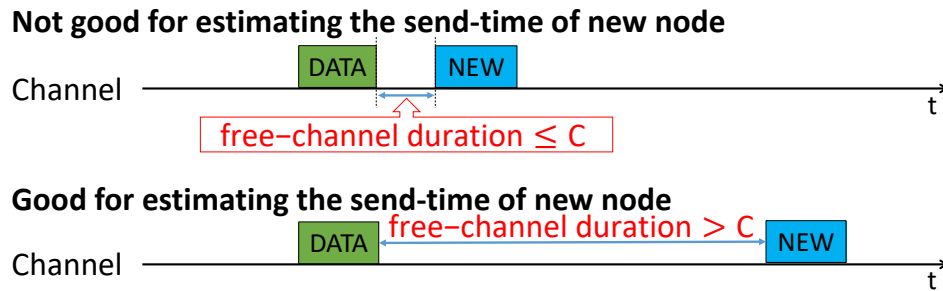 Not good for estimating the send-time of new node
DATA NEW
Channel
t
free−channel duration ≤ C
Good for estimating the send-time of new node
free−channel duration > C
DATA NEW
Channel
t